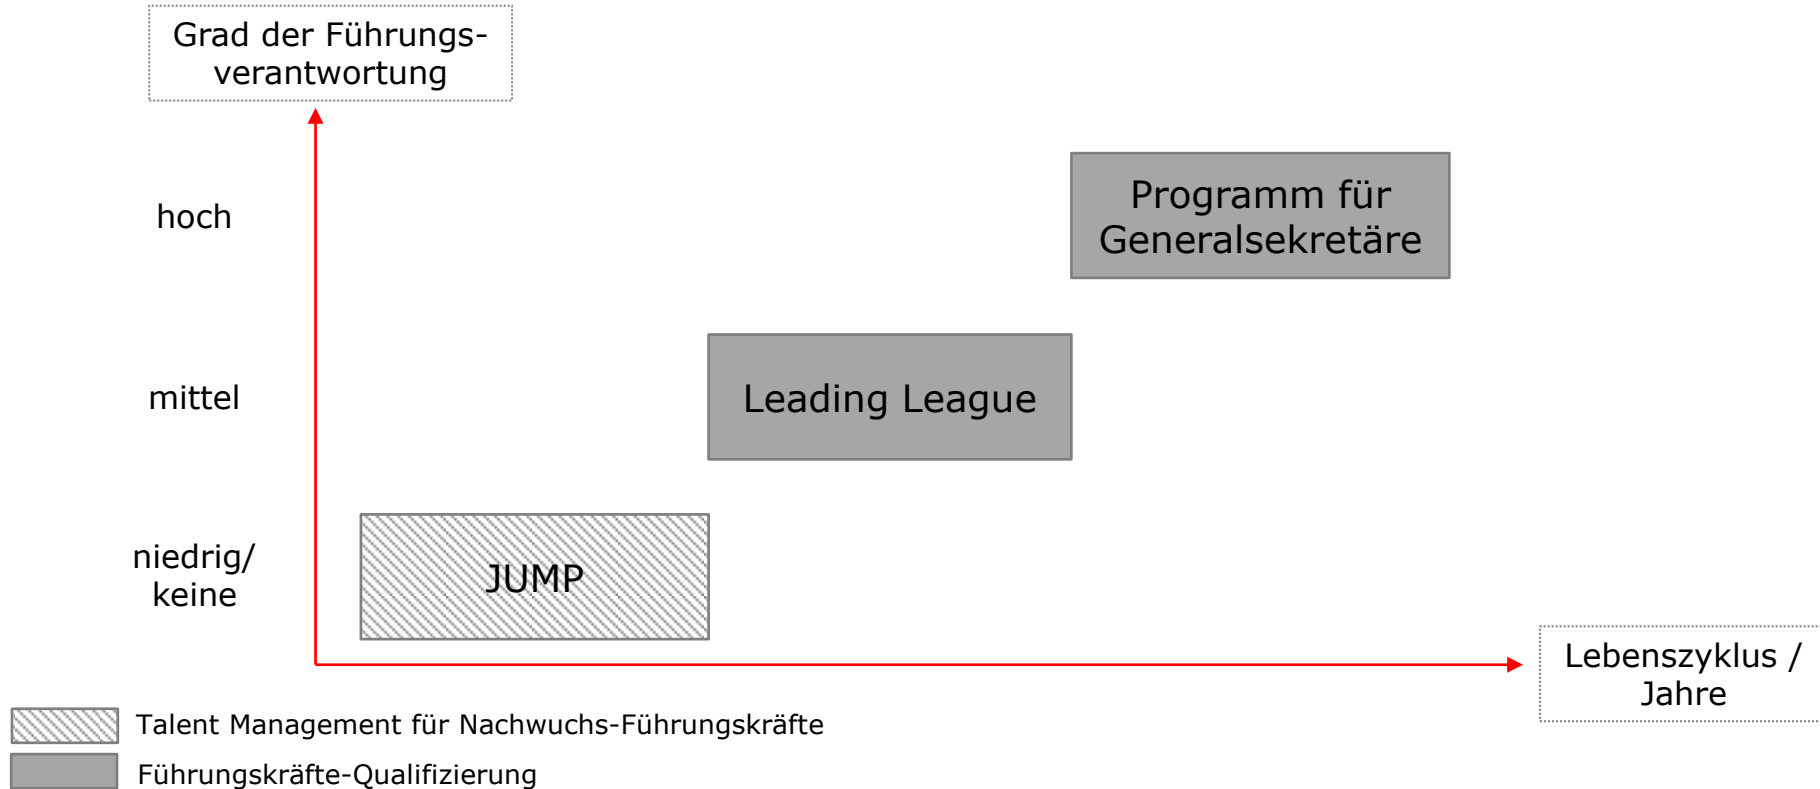 Grad der Führungs-
verantwortung
hoch
Programm für
Generalsekretäre
mittel
Leading League
niedrig/
keine
JUMP
Lebenszyklus /
Jahre
Talent Management für Nachwuchs-Führungskräfte
Führungskräfte-Qualifizierung